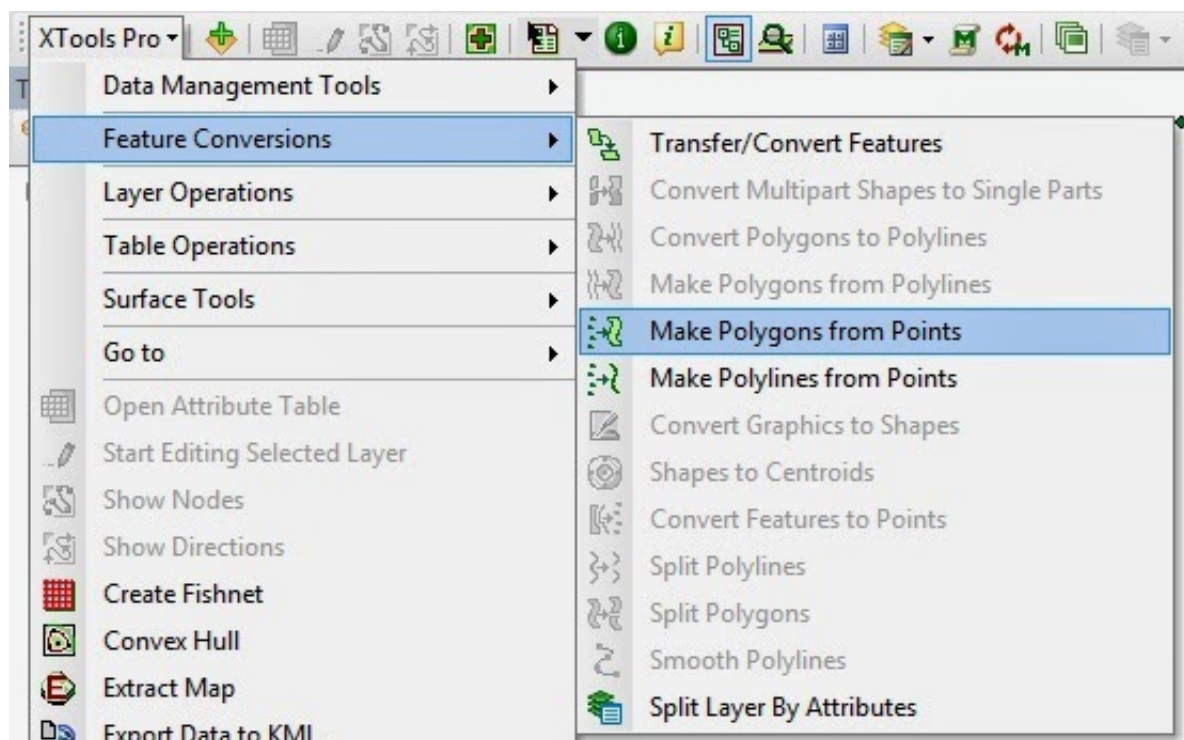 XTools Pro
Data Management Tools
Feature Conversions
Layer Operations
Table Operations
Surface Tools
Go to
Open Attribute Table
Start Editing Selected Layer
Show Nodes
Show Directions
Create Fishnet
Convex Hull
Extract Map
Export Data to KML
Transfer/Convert Features
Convert Multipart Shapes to Single Parts
Convert Polygons to Polylines
Make Polygons from Polylines
Make Polygons from Points
Make Polylines from Points
Convert Graphics to Shapes
Shapes to Centroids
Convert Features to Points
Split Polylines
Split Polygons
Smooth Polylines
Split Layer By Attributes